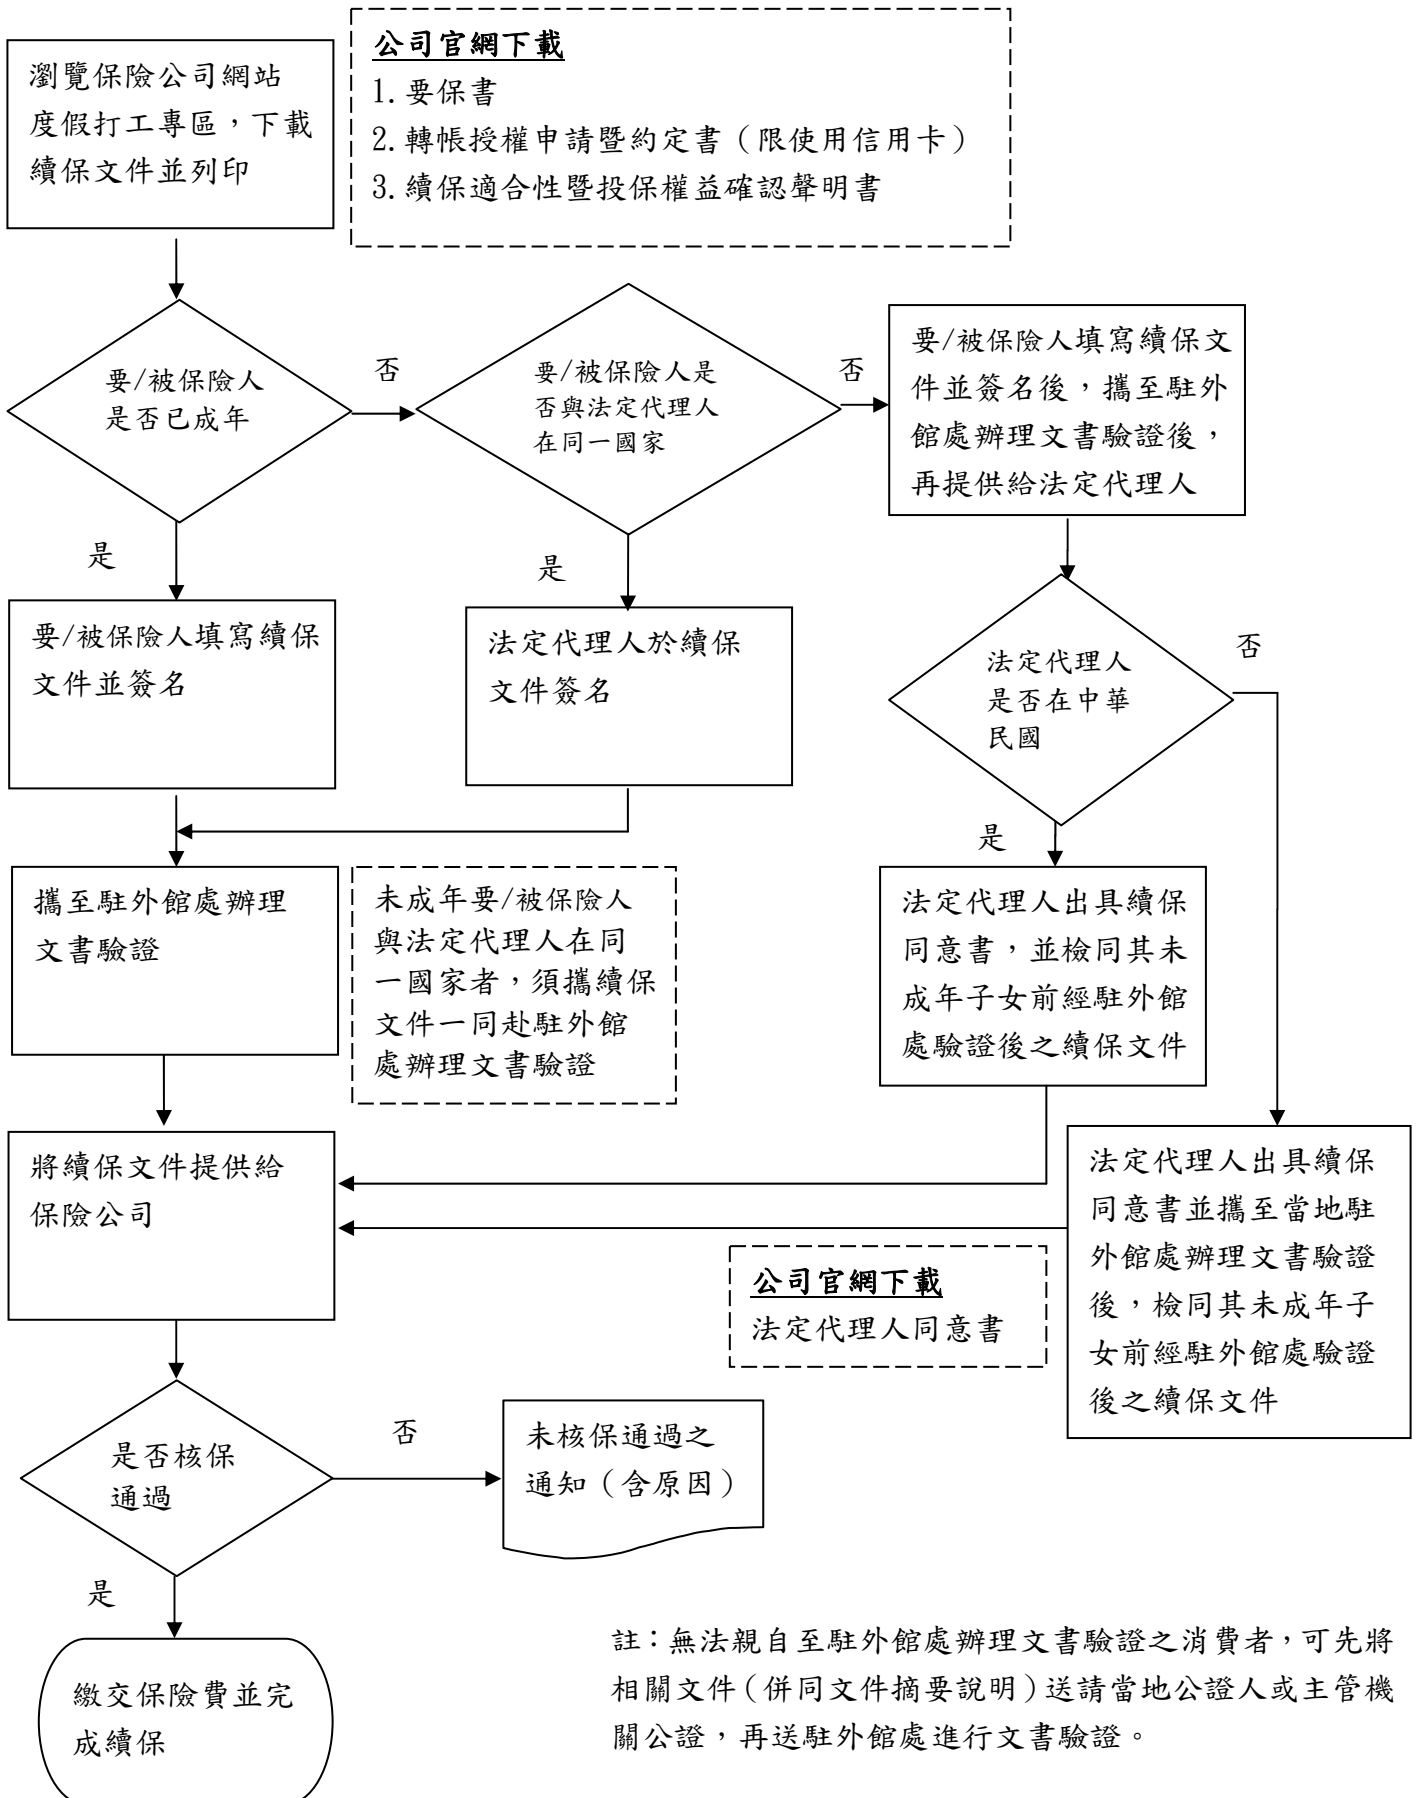 瀏覽保險公司網站
度假打工專區，下載
續保文件並列印
公司官網下載
1.要保書
2.轉帳授權申請暨約定書（限使用信用卡）
3.續保適合性暨投保權益確認聲明書
要/被保險人
是否已成年
否
要/被保險人是
否與法定代理人
在同一國家
否
要/被保險人填寫續保文
件並簽名後，攜至駐外
館處辦理文書驗證後，
再提供給法定代理人
是
是
要/被保險人填寫續保
文件並簽名
法定代理人於續保
文件簽名
法定代理人
是否在中華
民國
否
是
攜至駐外館處辦理
文書驗證
未成年要/被保險人
與法定代理人在同
一國家者，須攜續保
文件一同赴駐外館
處辦理文書驗證
法定代理人出具續保
同意書，並檢同其未
成年子女前經駐外館
處驗證後之續保文件
將續保文件提供給
保險公司
法定代理人出具續保
同意書並攜至當地駐
外館處辦理文書驗證
後，檢同其未成年子
女前經駐外館處驗證
後之續保文件
公司官網下載
法定代理人同意書
是否核保
通過
否
未核保通過之
通知（含原因）
是
繳交保險費並完
成續保
註：無法親自至駐外館處辦理文書驗證之消費者，可先將
相關文件（併同文件摘要說明）送請當地公證人或主管機
關公證，再送駐外館處進行文書驗證。